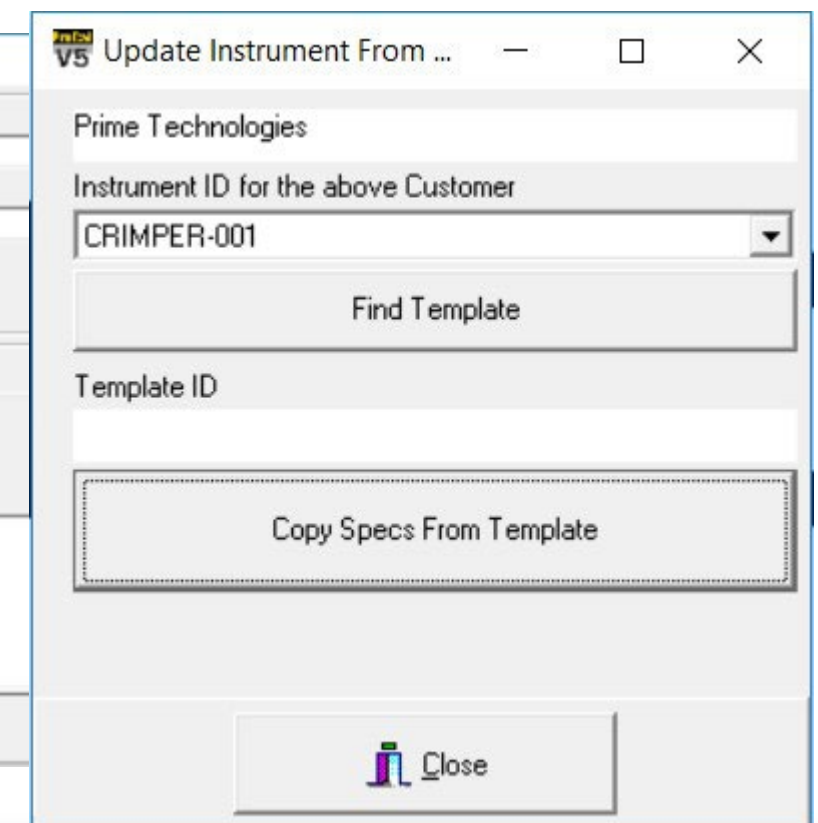 V5 Update Instrument From ...
Prime Technologies
Instrument ID for the above Customer
CRIMPER-001
Find Template
Template ID
Copy Specs From Template
Close